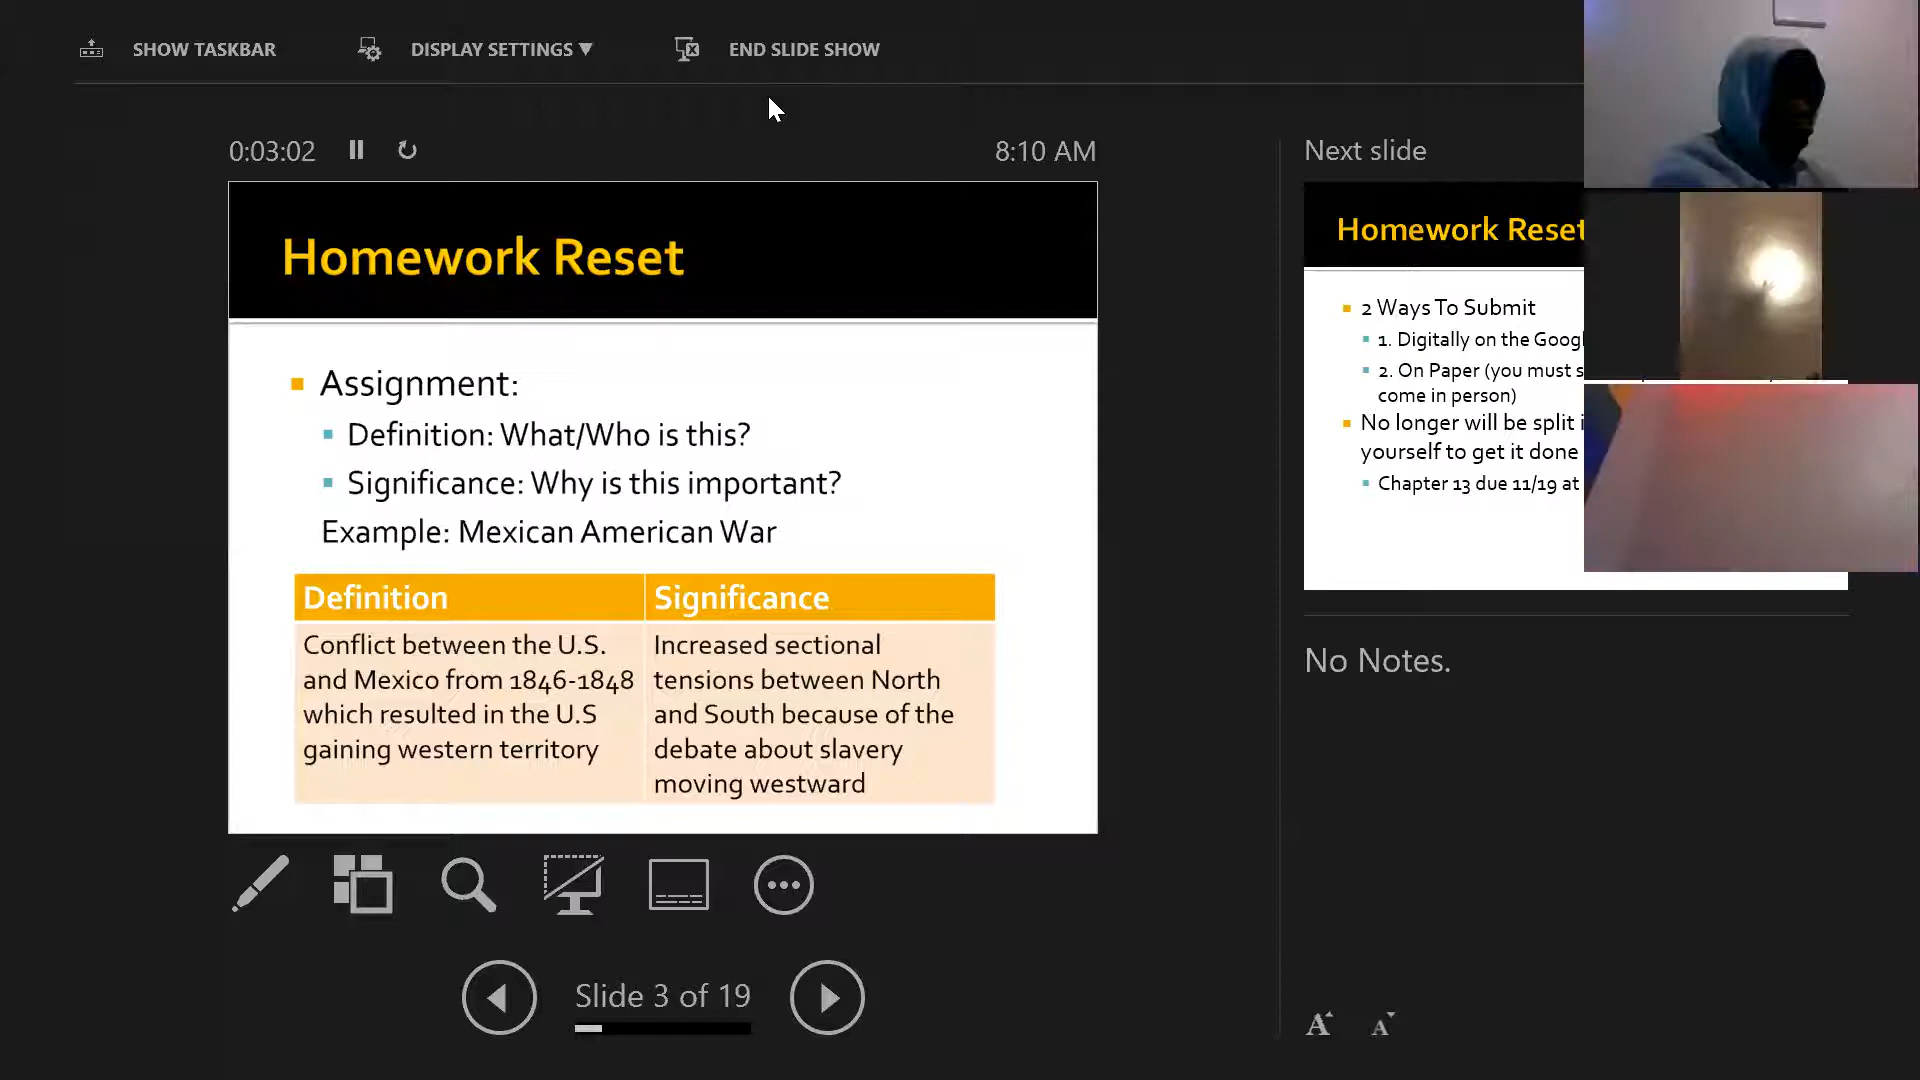 SHOW TASKBAR
DISPLAY SETTINGS ▼
END SLIDE SHOW
0:03:02
8:10 AM
Homework Reset
Assignment:
Definition: What/Who is this?
Significance: Why is this important?
Example: Mexican American War
Definition
Significance
Conflict between the U.S.
and Mexico from 1846-1848
which resulted in the U.S
gaining western territory
Increased sectional
tensions between North
and South because of the
debate about slavery
moving westward
Slide 3 of 19
Next slide
Homework Reset
2 Ways To Submit
1. Digitally on the
2. On Paper (you must
come in person)
No longer will be split
yourself to get it done
Chapter 13 due 11/19 at
No Notes.
A A